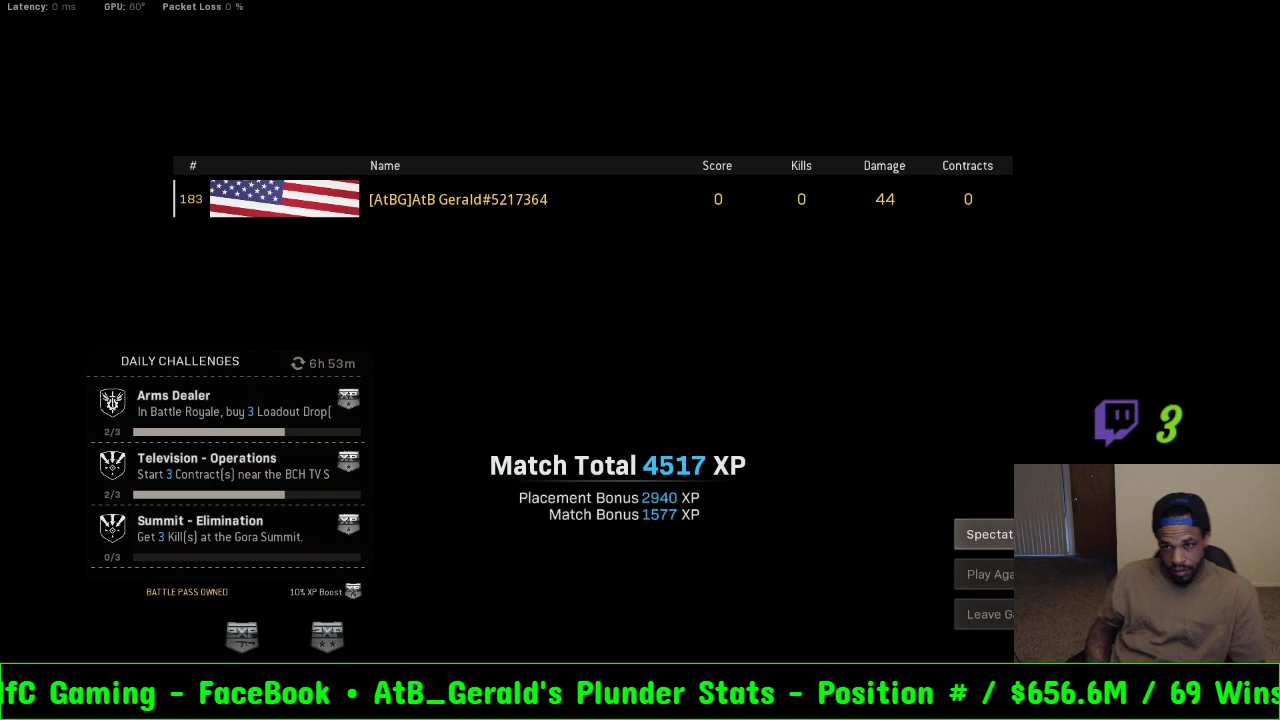 Latency: 0 ms GPU: 60° Packet Loss 0 %
# Name Score Kills Damage Contracts
183 [AtBG]AtB Gerald#5217364 0 0 44 0
DAILY CHALLENGES 6h 53m
Arms Dealer
In Battle Royale, buy 3 Loadout Drop(
2/3
Television - Operations
Start 3 Contract(s) near the BCH TV S
2/3
Summit - Elimination
Get 3 Kill(s) at the Gora Summit.
0/3
BATTLE PASS OWNED 10% XP Boost
Match Total 4517 XP
Placement Bonus 2940 XP
Match Bonus 1577 XP
3
Spectat
Play Aga
Leave G
fC Gaming - FaceBook • AtB_Gerald's Plunder Stats - Position # / $656.6M / 69 Wins